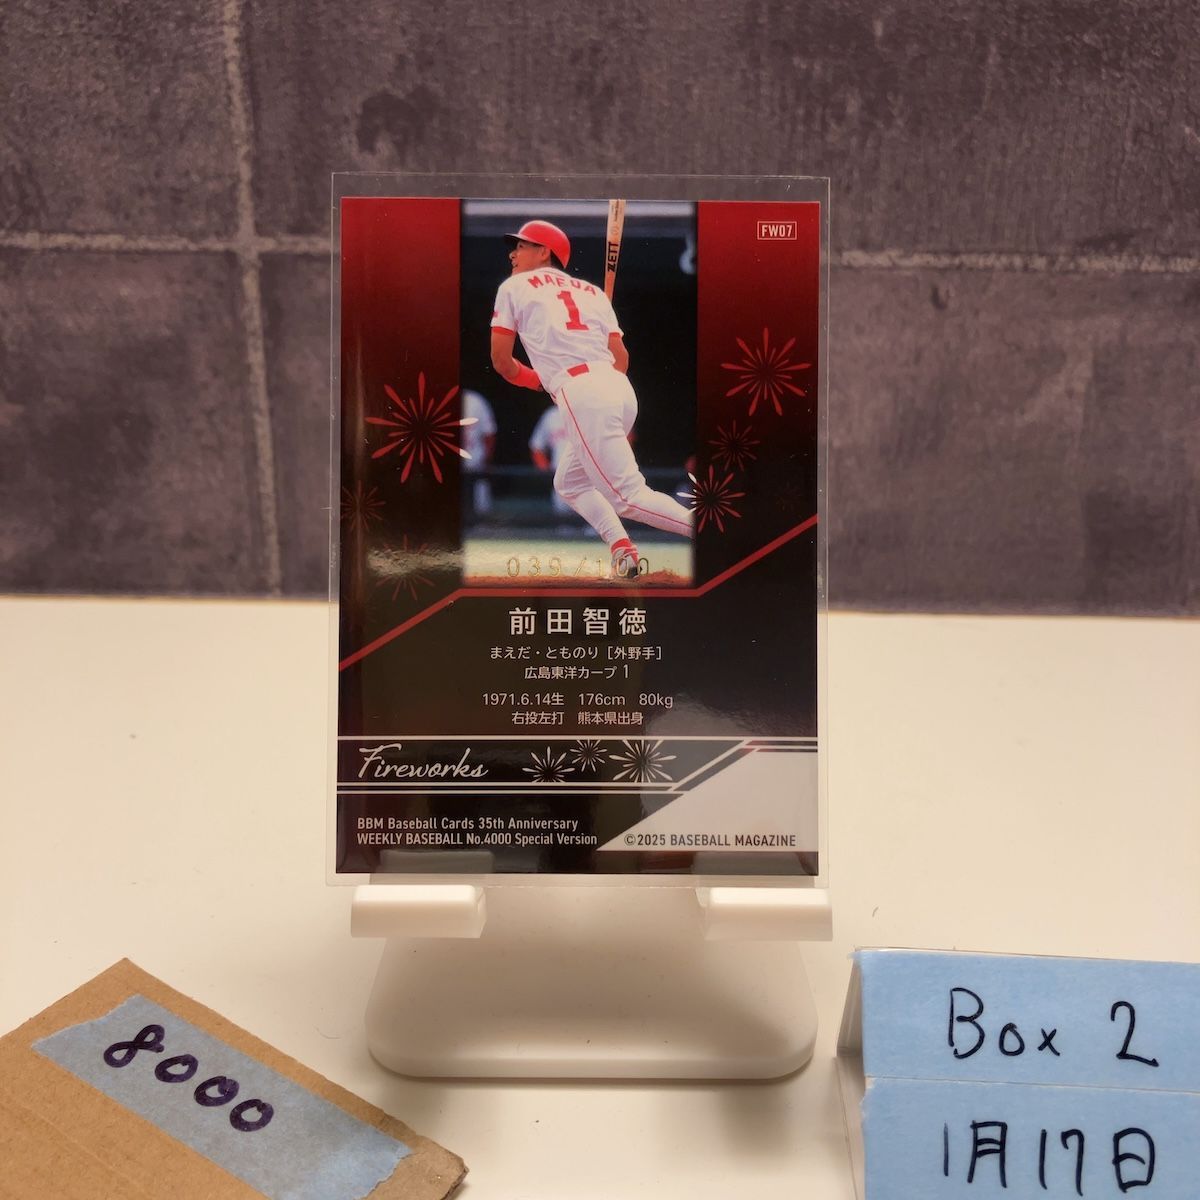 FW07
ZETT
MAEDA
1
039/100
前田智徳
まえだ・とものり［外野手］
広島東洋カープ 1
1971.6.14生 176cm 80kg
右投左打 熊本県出身
Fireworks
BBM Baseball Cards 35th Anniversary
WEEKLY BASEBALL No.4000 Special Version
©2025 BASEBALL MAGAZINE
8000
Box 2
1月17日